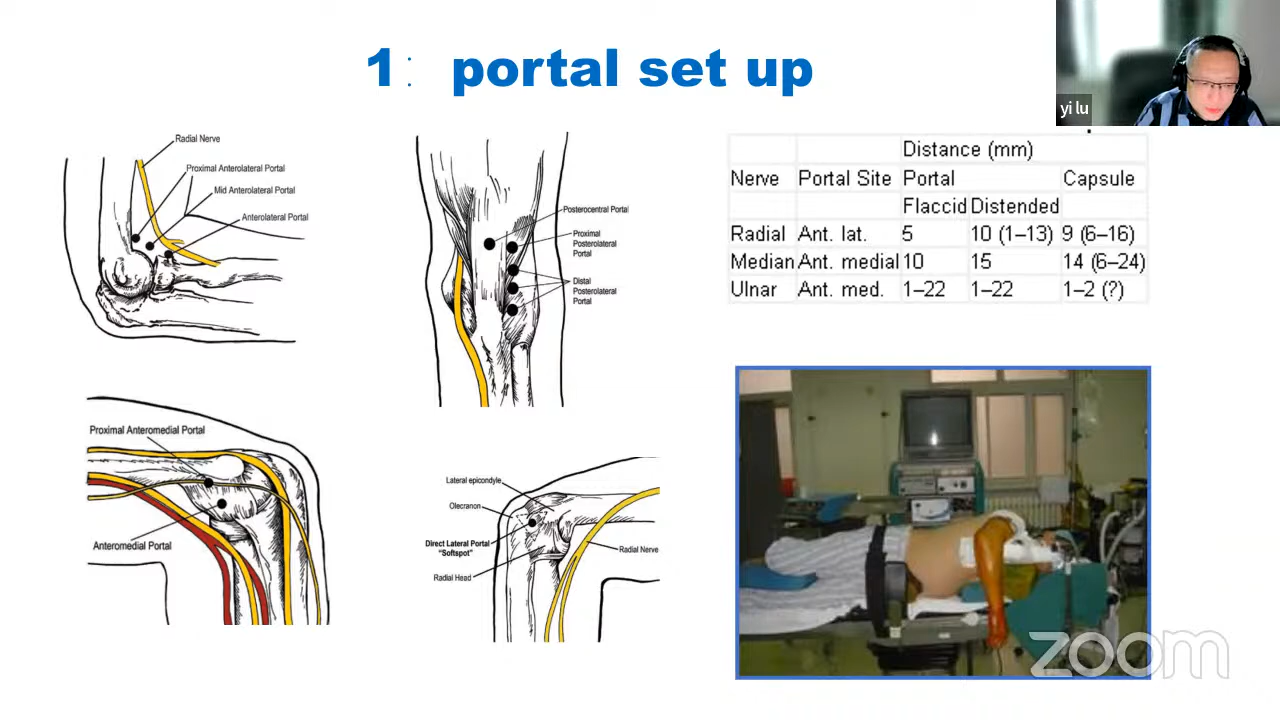 1: portal set up
yi lu
Radial Nerve
Proximal Anterolateral Portal
Mid Anterolateral Portal
Anterolateral Portal
Posterocentral Portal
Proximal
Posterolateral
Portal
Distal
Posterolateral
Portal
Distance (mm)
Nerve Portal Site Portal Capsule
Flaccid Distended
Radial Ant. lat. 5 10 (1–13) 9 (6–16)
Median Ant. medial 10 15 14 (6–24)
Ulnar Ant. med. 1–22 1–22 1–2 (?)
Proximal Anteromedial Portal
Anteromedial Portal
Lateral epicondyle
Olecranon
Direct Lateral Portal
"Softspot"
Radial Head
Radial Nerve
zoom